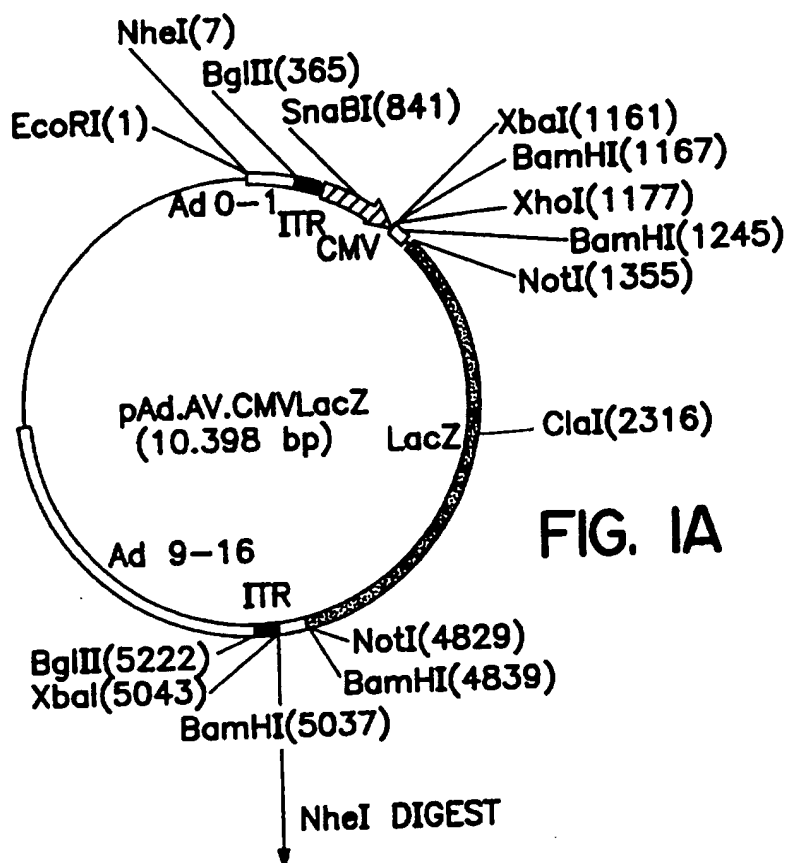 NheI(7)
BglII(365)
SnaBI(841)
EcoRI(1)
XbaI(1161)
BamHI(1167)
XhoI(1177)
BamHI(1245)
NotI(1355)
Ad 0-1
ITR
CMV
pAd.AV.CMVLacZ
(10.398 bp)
LacZ
ClaI(2316)
FIG. 1A
Ad 9-16
ITR
NotI(4829)
BglII(5222)
BamHI(4839)
XbaI(5043)
BamHI(5037)
NheI DIGEST